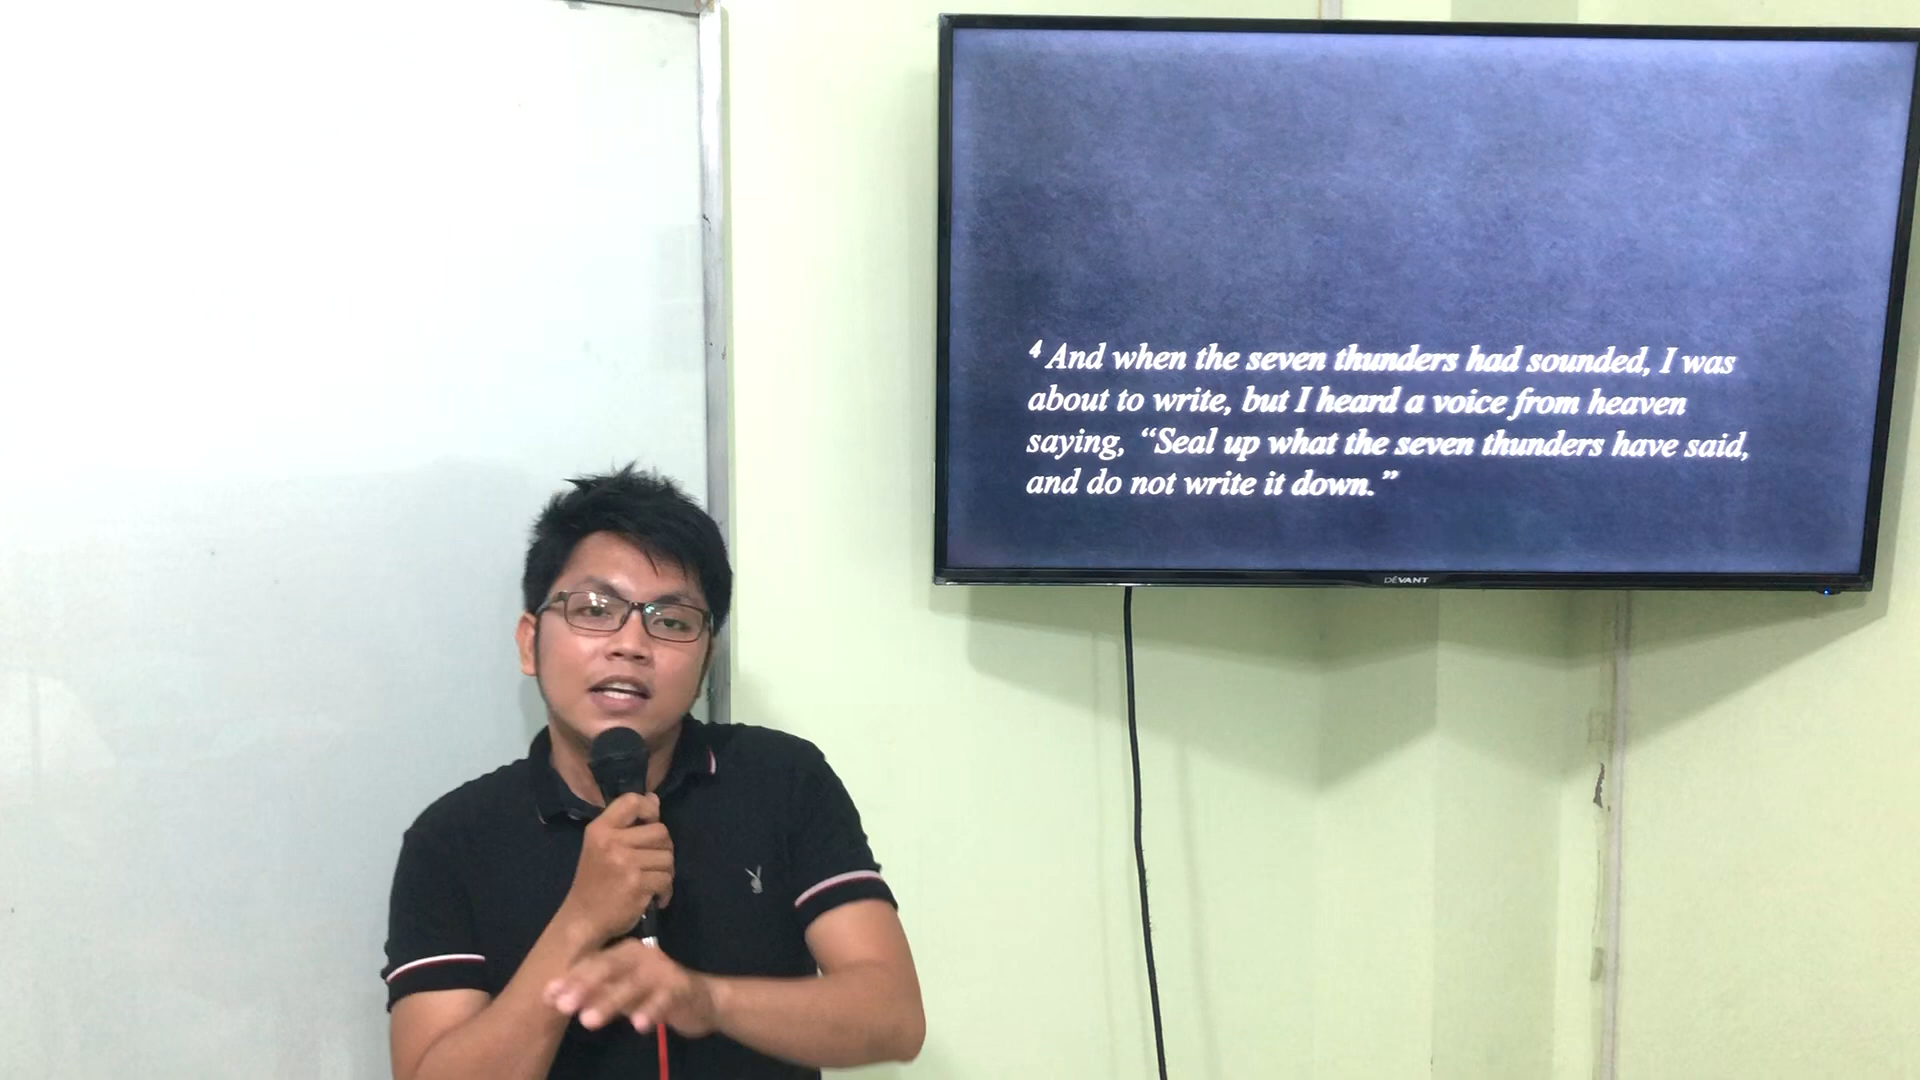 4 And when the seven thunders had sounded, I was
about to write, but I heard a voice from heaven
saying, “Seal up what the seven thunders have said,
and do not write it down.”
DEVANT